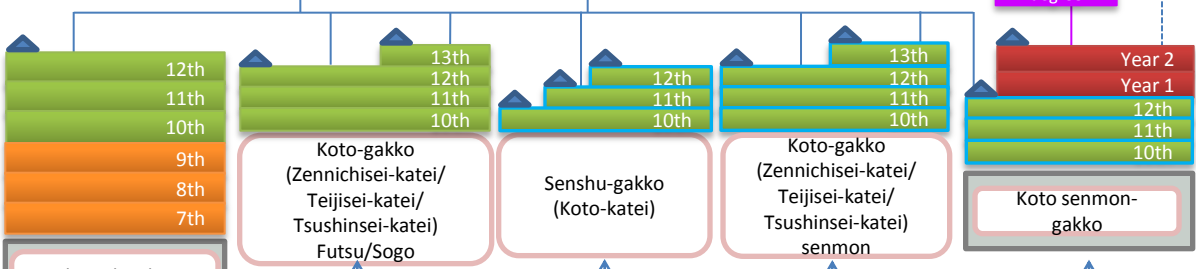 12th
11th
10th
9th
8th
7th
13th
12th
11th
10th
Koto-gakko
(Zennichisei-katei/
Teijisei-katei/
Tsushinsei-katei)
Futsu/Sogo
12th
11th
10th
Senshu-gakko
(Koto-katei)
13th
12th
11th
10th
Koto-gakko
(Zennichisei-katei/
Teijisei-katei/
Tsushinsei-katei)
senmon
Year 2
Year 1
12th
11th
10th
Koto senmon-
gakko